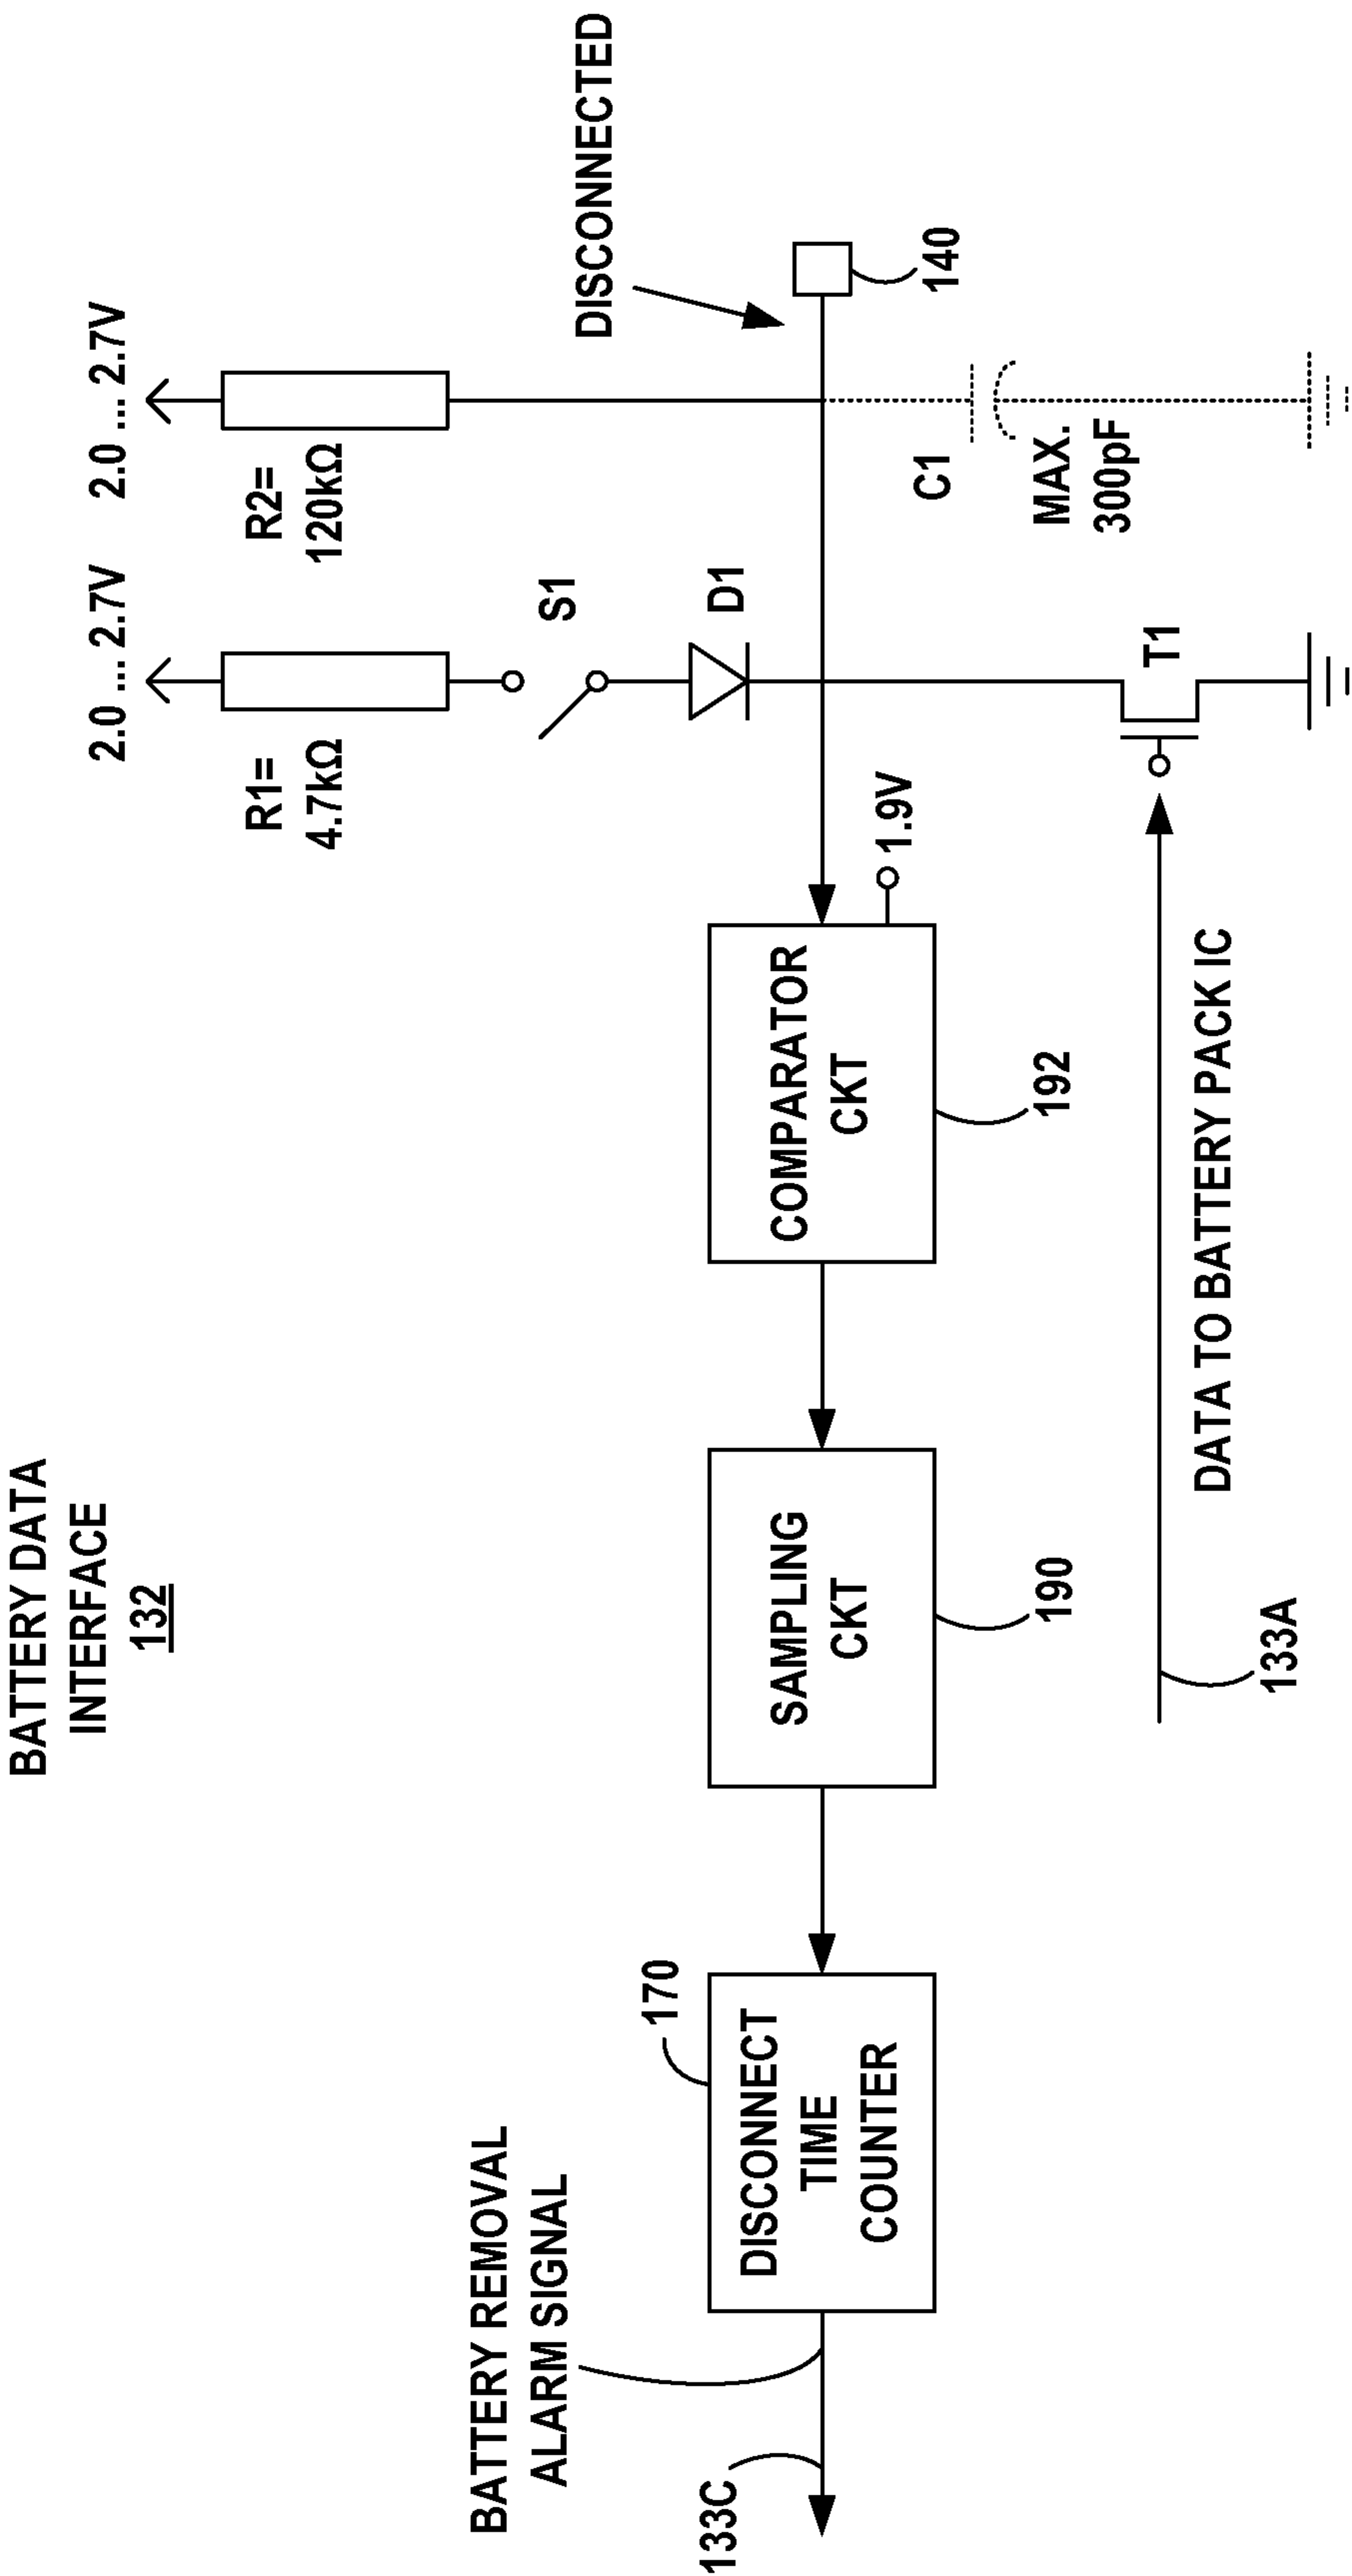 BATTERY DATA
INTERFACE
132
2.0 ... 2.7V
2.0 ... 2.7V
R1=
4.7kΩ
R2=
120kΩ
S1
D1
DISCONNECTED
140
C1
MAX.
300pF
T1
1.9V
COMPARATOR
CKT
192
SAMPLING
CKT
190
170
DISCONNECT
TIME
COUNTER
BATTERY REMOVAL
ALARM SIGNAL
133C
DATA TO BATTERY PACK IC
133A